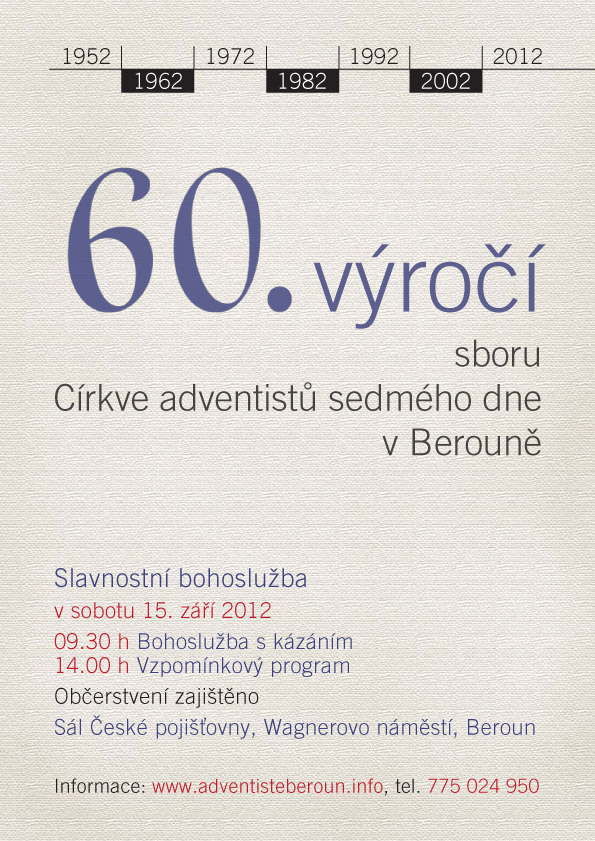 1952 1972 1992 2012
1962 1982 2002
60. výročí
sboru
Církve adventistů sedmého dne
v Berouně
Slavnostní bohoslužba
v sobotu 15. září 2012
09.30 h Bohoslužba s kázáním
14.00 h Vzpomínkový program
Občerstvení zajištěno
Sál České pojišťovny, Wagnerovo náměstí, Beroun
Informace: www.adventisteberoun.info, tel. 775 024 950